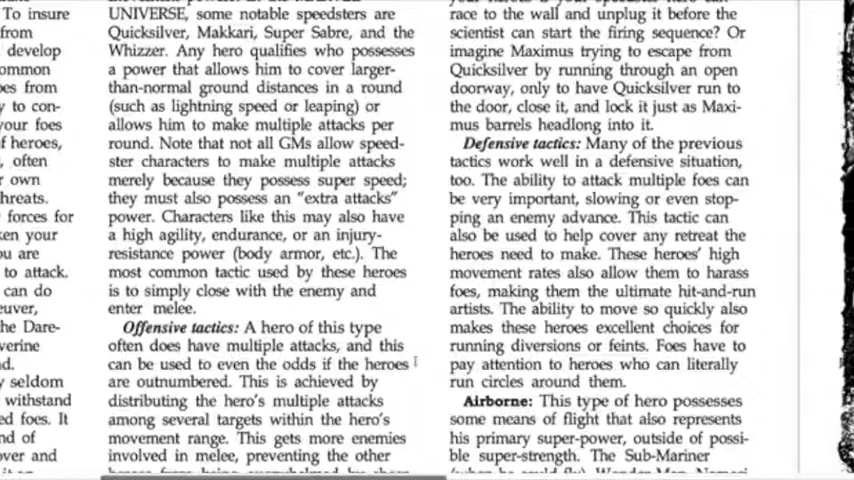 To insure
from
develop
ommon
es from
y to con-
your foes
f heroes,
, often
r own
hreats.
forces for
ken your
ou are
to attack.
can do
euver,
he Dare-
verine
d.
y seldom
withstand
ed foes. It
nd of
over and
UNIVERSE, some notable speedsters are
Quicksilver, Makkari, Super Sabre, and the
Whizzer. Any hero qualifies who possesses
a power that allows him to cover larger-
than-normal ground distances in a round
(such as lightning speed or leaping) or
allows him to make multiple attacks per
round. Note that not all GMs allow speed-
ster characters to make multiple attacks
merely because they possess super speed;
they must also possess an "extra attacks"
power. Characters like this may also have
a high agility, endurance, or an injury-
resistance power (body armor, etc.). The
most common tactic used by these heroes
is to simply close with the enemy and
enter melee.
Offensive tactics: A hero of this type
often does have multiple attacks, and this
can be used to even the odds if the heroes
are outnumbered. This is achieved by
distributing the hero's multiple attacks
among several targets within the hero's
movement range. This gets more enemies
involved in melee, preventing the other
race to the wall and unplug it before the
scientist can start the firing sequence? Or
imagine Maximus trying to escape from
Quicksilver by running through an open
doorway, only to have Quicksilver run to
the door, close it, and lock it just as Maxi-
mus barrels headlong into it.
Defensive tactics: Many of the previous
tactics work well in a defensive situation,
too. The ability to attack multiple foes can
be very important, slowing or even stop-
ping an enemy advance. This tactic can
also be used to help cover any retreat the
heroes need to make. These heroes' high
movement rates also allow them to harass
foes, making them the ultimate hit-and-run
artists. The ability to move so quickly also
makes these heroes excellent choices for
running diversions or feints. Foes have to
pay attention to heroes who can literally
run circles around them.
Airborne: This type of hero possesses
some means of flight that also represents
his primary super-power, outside of possi-
ble super-strength. The Sub-Mariner